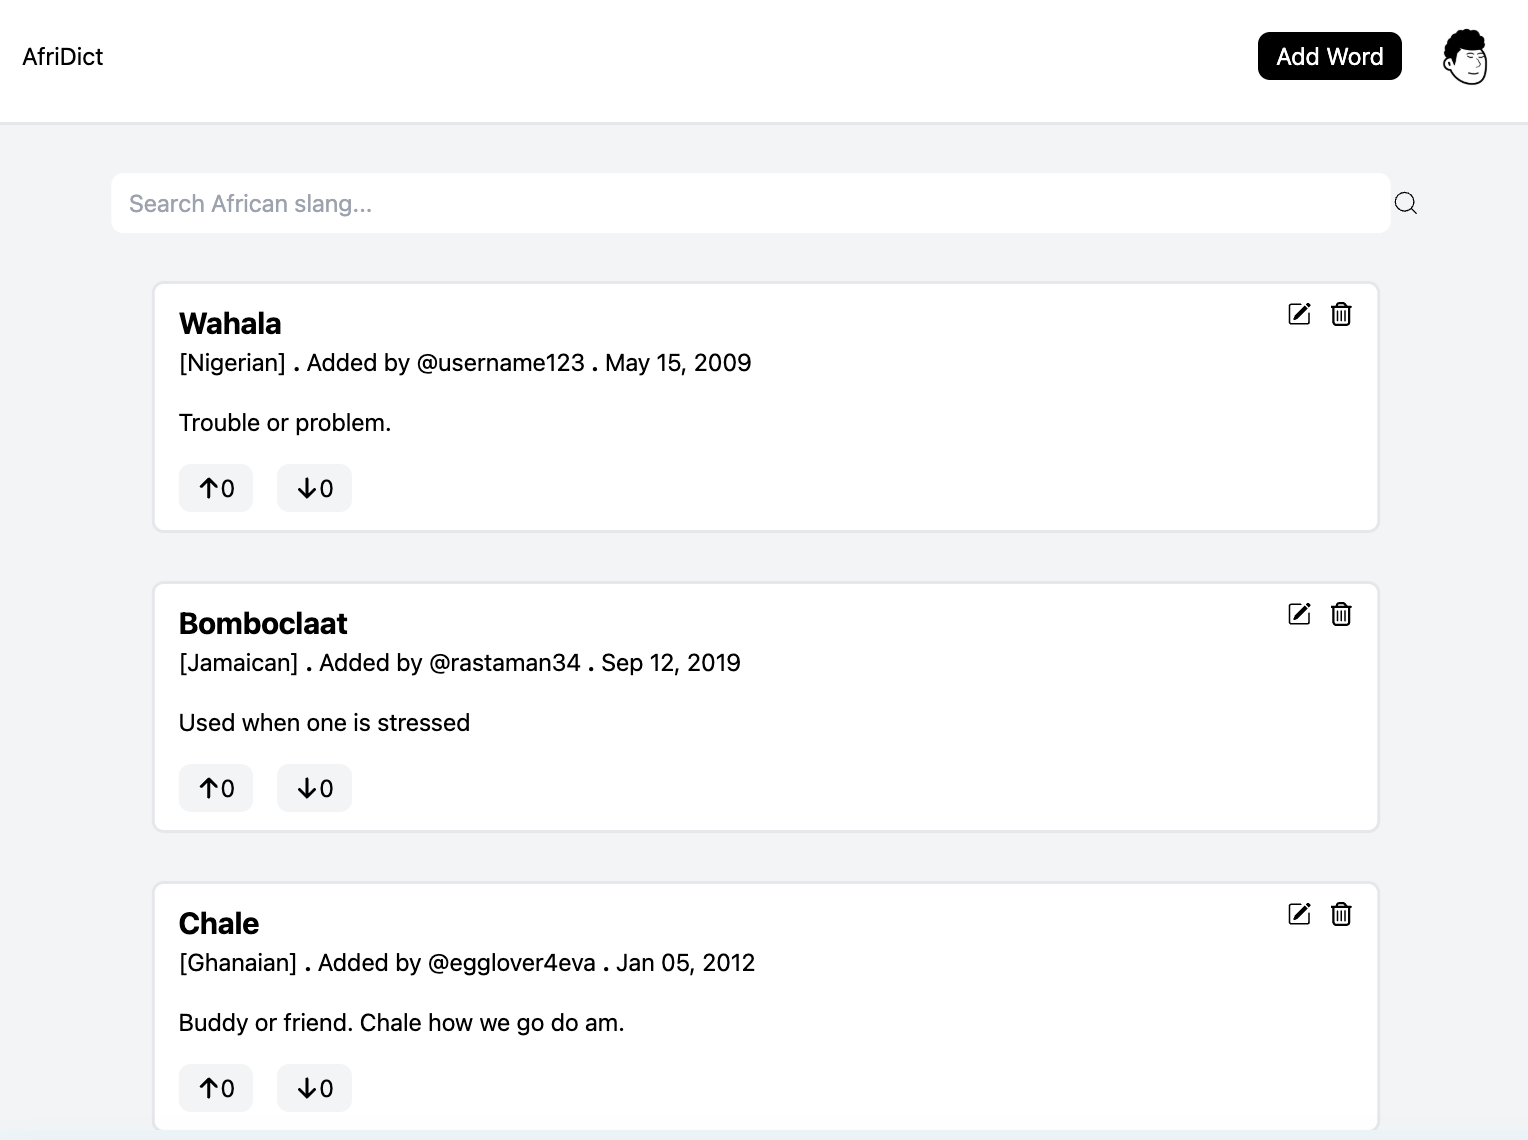 AfriDict
Add Word
Search African slang...
Wahala
[Nigerian] . Added by @username123 . May 15, 2009
Trouble or problem.
0 0
Bomboclaat
[Jamaican] . Added by @rastaman34 . Sep 12, 2019
Used when one is stressed
0 0
Chale
[Ghanaian] . Added by @egglover4eva . Jan 05, 2012
Buddy or friend. Chale how we go do am.
0 0